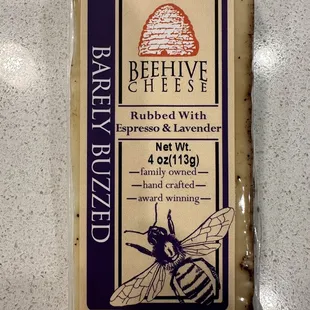 BARELY BUZZED
BEEHIVE
CHEESE
Rubbed With
Espresso & Lavender
Net Wt.
4 oz(113g)
family owned
hand crafted
award winning